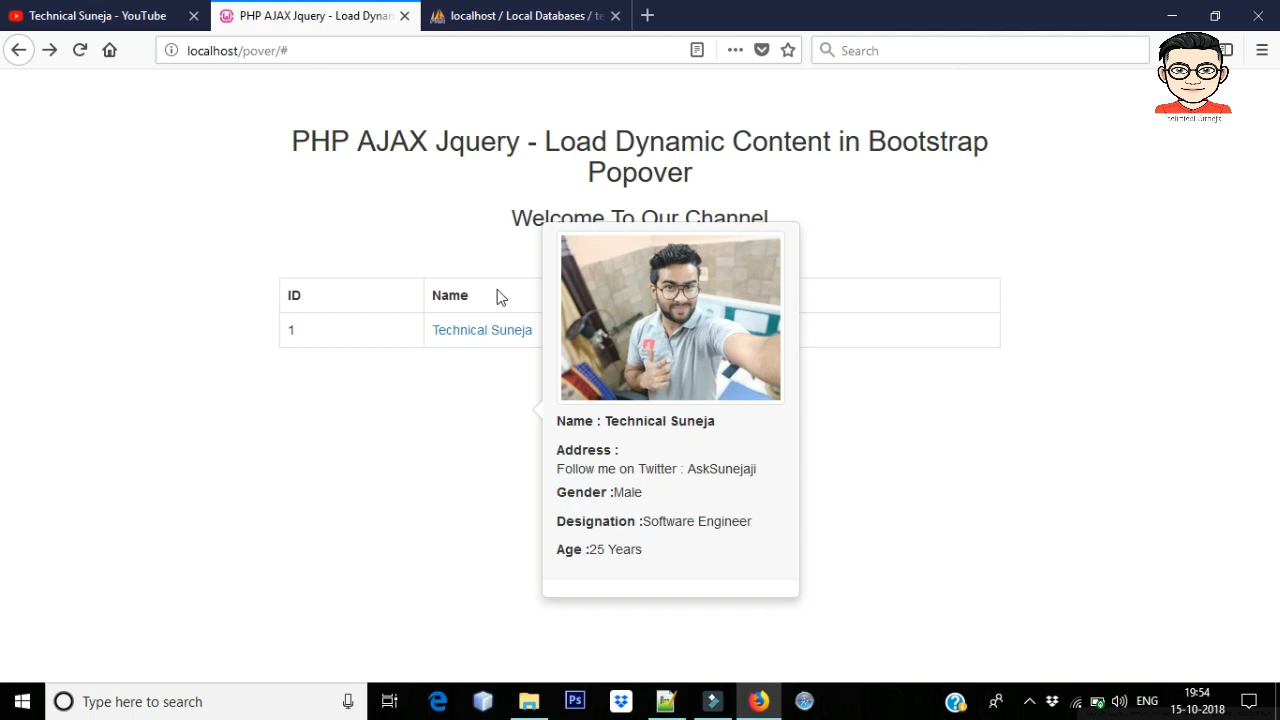 Technical Suneja - YouTube
PHP AJAX Jquery - Load Dynam
localhost / Local Databases / te
localhost/pover/#
Search
PHP AJAX Jquery - Load Dynamic Content in Bootstrap
Popover
Welcome To Our Channel
ID Name
1 Technical Suneja
Name : Technical Suneja
Address :
Follow me on Twitter : AskSunejaji
Gender :Male
Designation :Software Engineer
Age :25 Years
Type here to search
Ps
ENG
19:54
15-10-2018